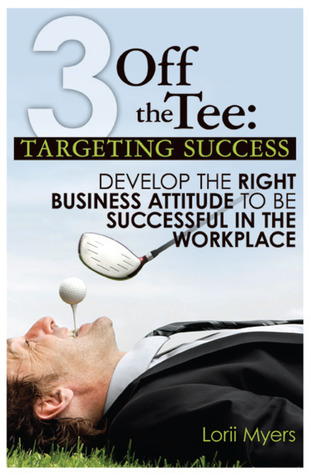 3 Off
the Tee:
TARGETING SUCCESS
DEVELOP THE RIGHT
BUSINESS ATTITUDE TO BE
SUCCESSFUL IN THE
WORKPLACE
Lorii Myers